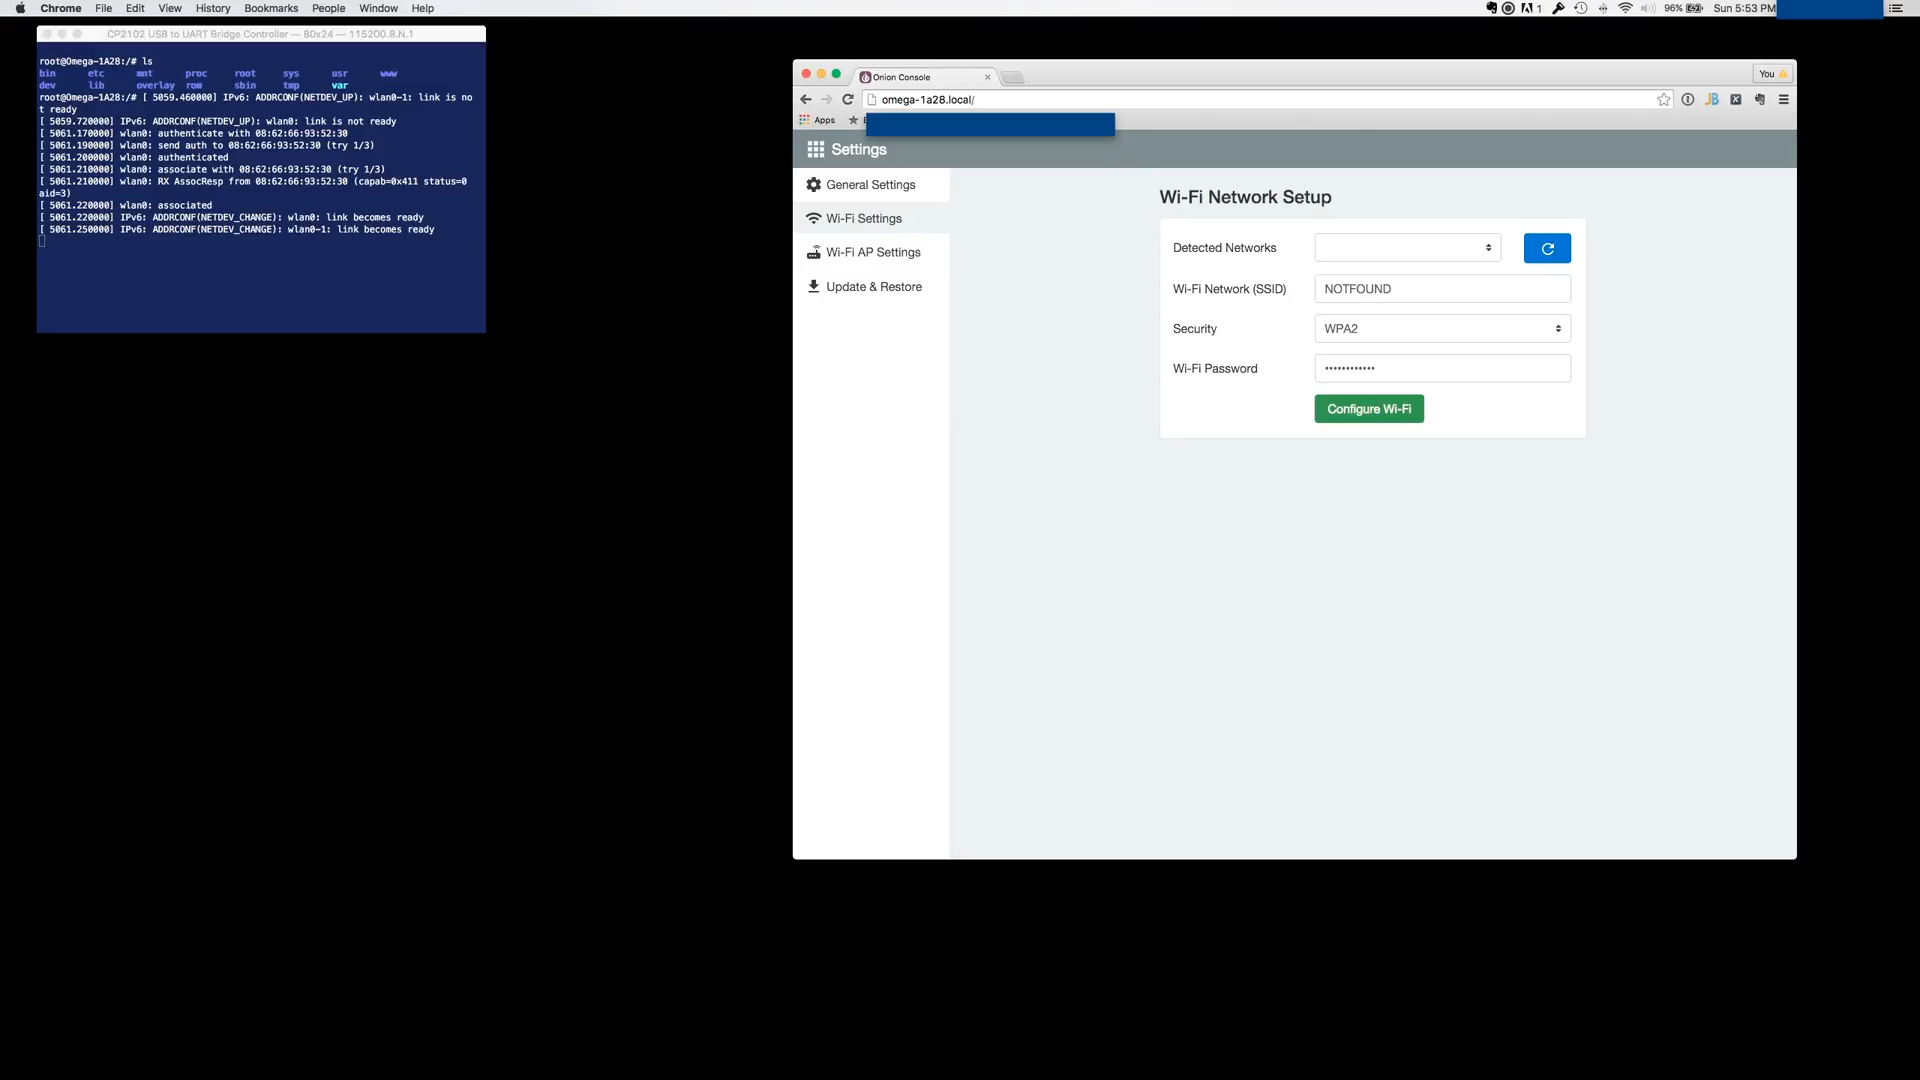 Chrome File Edit View History Bookmarks People Window Help
1 96% Sun 5:53 PM
CP2102 USB to UART Bridge Controller — 80x24 — 115200.8.N.1
root@Omega-1A28:/# ls
bin etc mnt proc root sys usr www
dev lib overlay rom sbin tmp var
root@Omega-1A28:/# [ 5059.460000] IPv6: ADDRCONF(NETDEV_UP): wlan0-1: link is no
t ready
[ 5059.720000] IPv6: ADDRCONF(NETDEV_UP): wlan0: link is not ready
[ 5061.170000] wlan0: authenticate with 08:62:66:93:52:30
[ 5061.190000] wlan0: send auth to 08:62:66:93:52:30 (try 1/3)
[ 5061.200000] wlan0: authenticated
[ 5061.210000] wlan0: associate with 08:62:66:93:52:30 (try 1/3)
[ 5061.210000] wlan0: RX AssocResp from 08:62:66:93:52:30 (capab=0x411 status=0
aid=3)
[ 5061.220000] wlan0: associated
[ 5061.220000] IPv6: ADDRCONF(NETDEV_CHANGE): wlan0: link becomes ready
[ 5061.250000] IPv6: ADDRCONF(NETDEV_CHANGE): wlan0-1: link becomes ready
Onion Console
You
omega-1a28.local/
JB
Apps
Settings
General Settings
Wi-Fi Settings
Wi-Fi AP Settings
Update & Restore
Wi-Fi Network Setup
Detected Networks
Wi-Fi Network (SSID) NOTFOUND
Security WPA2
Wi-Fi Password ••••••••••••
Configure Wi-Fi